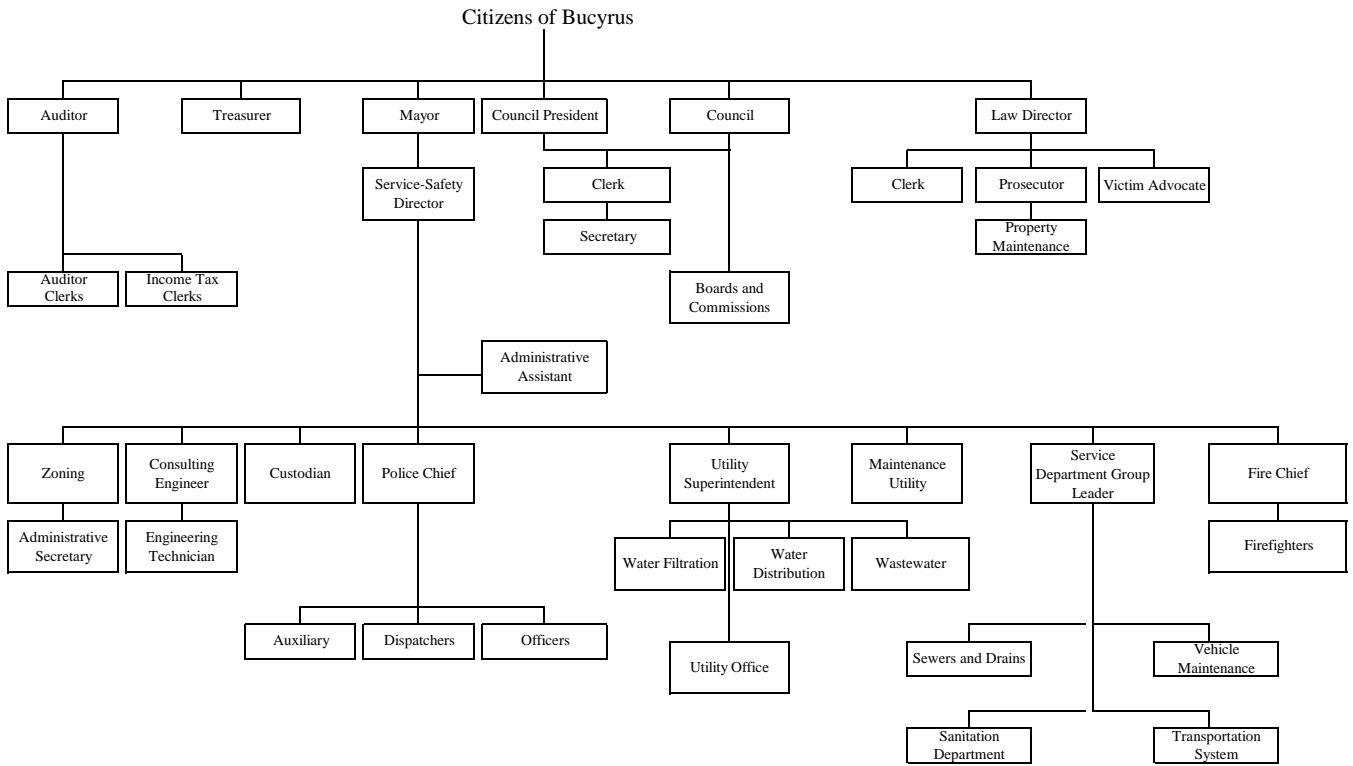 Citizens of Bucyrus
Auditor
Treasurer
Mayor
Council President
Council
Law Director
Service-Safety
Director
Clerk
Clerk
Prosecutor
Victim Advocate
Secretary
Property
Maintenance
Auditor
Clerks
Income Tax
Clerks
Boards and
Commissions
Administrative
Assistant
Zoning
Consulting
Engineer
Custodian
Police Chief
Utility
Superintendent
Maintenance
Utility
Service
Department Group
Leader
Fire Chief
Administrative
Secretary
Engineering
Technician
Water Filtration
Water
Distribution
Wastewater
Firefighters
Auxiliary
Dispatchers
Officers
Utility Office
Sewers and Drains
Vehicle
Maintenance
Sanitation
Department
Transportation
System